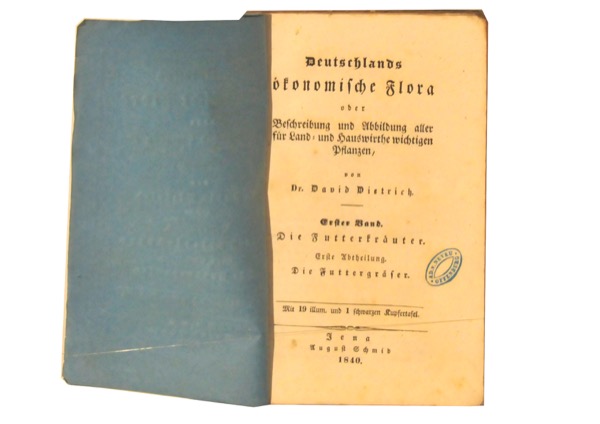 Deutschlands
ökonomische Flora
oder
Beschreibung und Abbildung aller
für Land- und Hauswirthe wichtigen
Pflanzen,
von
Dr. David Dietrich.
Erster Band.
Die Futterkräuter.
Erste Abtheilung.
Die Futtergräser.
Mit 19 illum. und 1 schwarzen Kupfertafel.
Jena
August Schmid
1840.